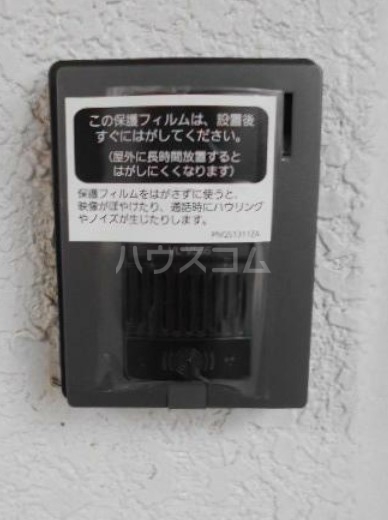 この保護フィルムは、設置後
すぐにはがしてください。
(屋外に長時間放置すると
はがしにくくなります)
保護フィルムをはがさずに使うと、
映像がぼやけたり、通話時にハウリング
やノイズが生じたりします。
PNQS1311ZA
ハウスコム